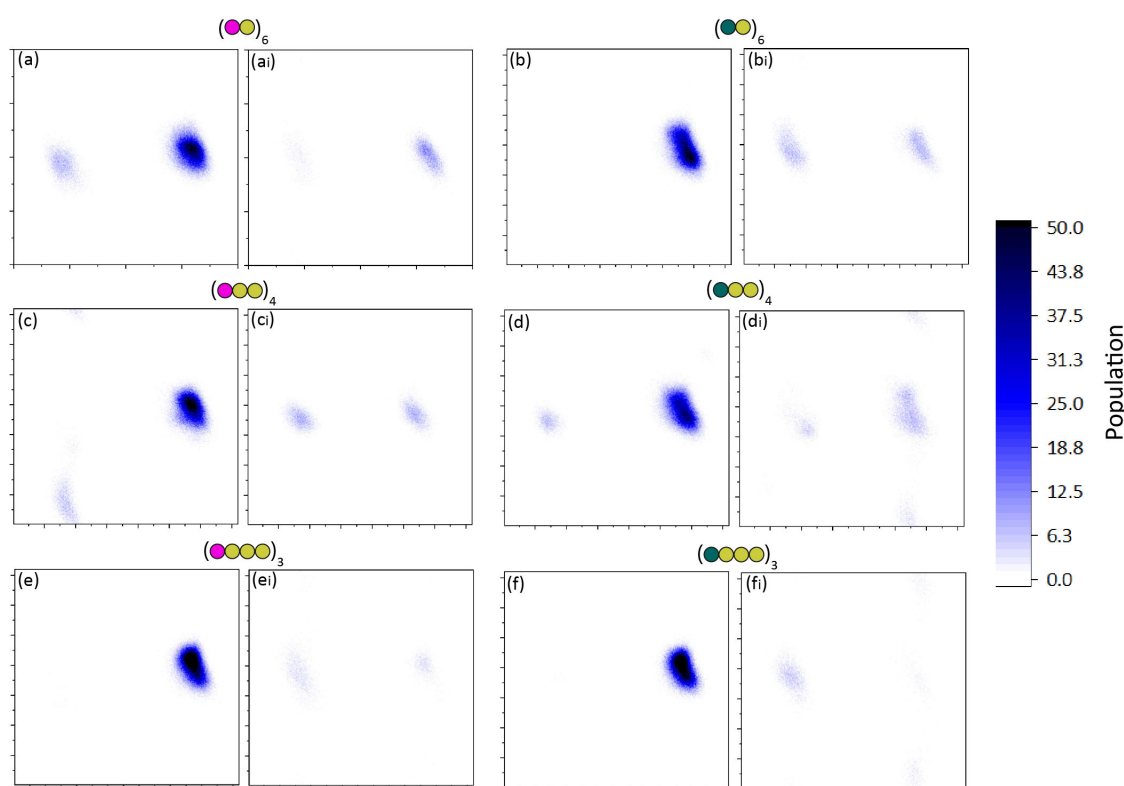 ( )6 ( )6
(a) (ai) (b) (bi)
( )4 ( )4
(c) (ci) (d) (di)
( )3 ( )3
(e) (ei) (f) (fi)
50.0
43.8
37.5
31.3
25.0
18.8
12.5
6.3
0.0
Population